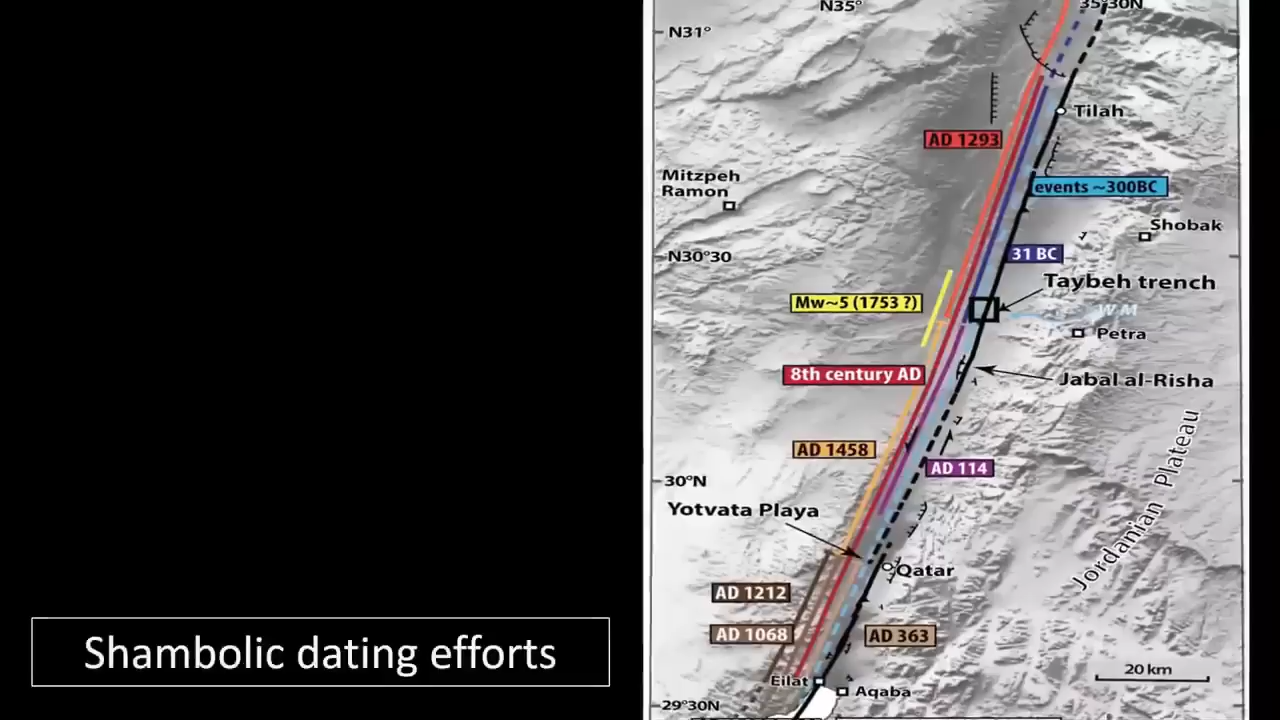 N35°
35°30N
N31°
Tilah
AD 1293
Mitzpeh
Ramon
events ~300BC
Shobak
N30°30
31 BC
Taybeh trench
Mw~5 (1753 ?)
W M
Petra
8th century AD
Jabal al-Risha
AD 1458
AD 114
30°N
Yotvata Playa
Jordanian Plateau
Qatar
AD 1212
AD 1068
AD 363
Shambolic dating efforts
20 km
Eilat
Aqaba
29°30N